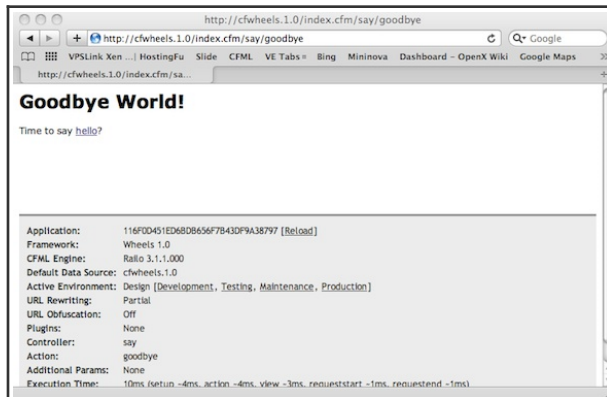 http://cfwheels.1.0/index.cfm/say/goodbye
http://cfwheels.1.0/index.cfm/say/goodbye Google
VPSLink Xen ...| HostingFu Slide CFML VE Tabs Bing Mininova Dashboard – OpenX Wiki Google Maps
http://cfwheels.1.0/index.cfm/sa...
Goodbye World!
Time to say hello?
Application: 116F0D451ED6BDB656F7B43DF9A38797 [Reload]
Framework: Wheels 1.0
CFML Engine: Railo 3.1.1.000
Default Data Source: cfwheels.1.0
Active Environment: Design [Development, Testing, Maintenance, Production]
URL Rewriting: Partial
URL Obfuscation: Off
Plugins: None
Controller: say
Action: goodbye
Additional Params: None
Execution Time: 10ms (setup ~4ms, action ~4ms, view ~3ms, requeststart ~1ms, requestend ~1ms)